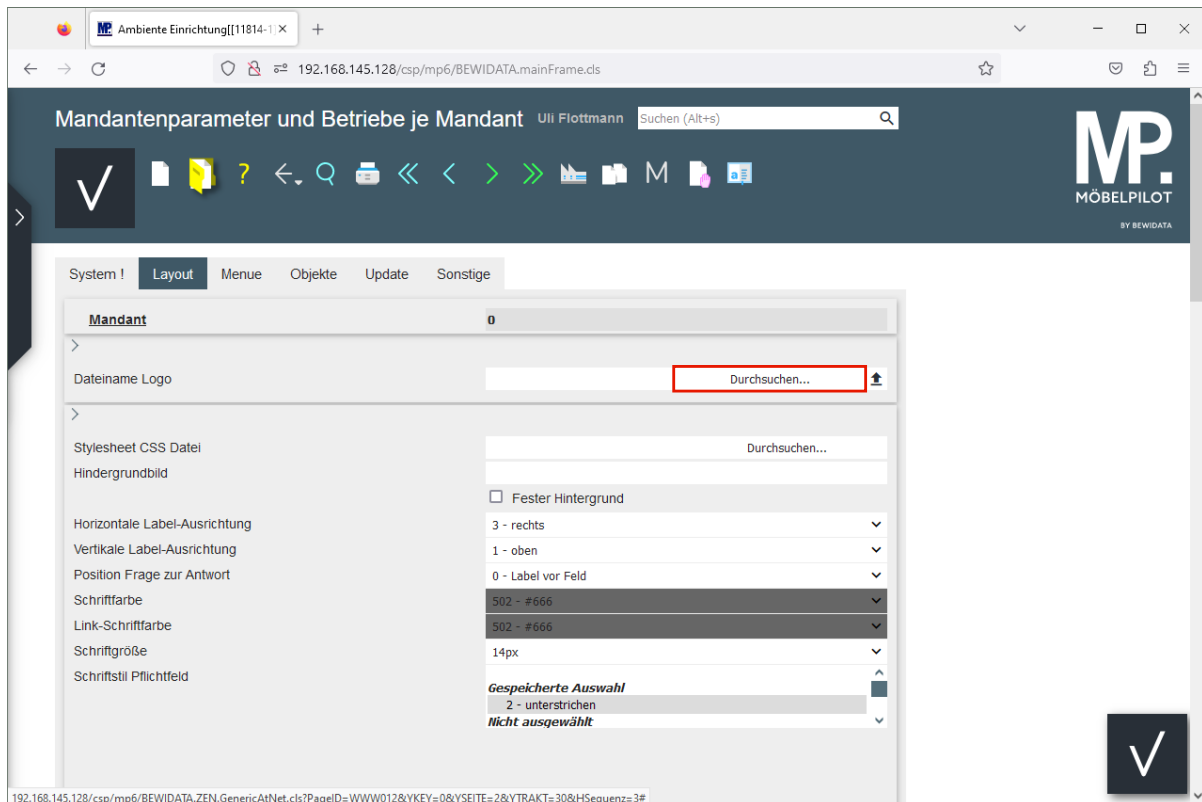 Ambiente Einrichtung[[11814-1]
192.168.145.128/csp/mp6/BEWIDATA.mainFrame.cls
Mandantenparameter und Betriebe je Mandant Uli Flottmann Suchen (Alt+s)
MP.
MÖBELPILOT
BY BEWIDATA
System ! Layout Menue Objekte Update Sonstige
Mandant 0
Dateiname Logo Durchsuchen...
Stylesheet CSS Datei Durchsuchen...
Hindergrundbild
Fester Hintergrund
Horizontale Label-Ausrichtung 3 - rechts
Vertikale Label-Ausrichtung 1 - oben
Position Frage zur Antwort 0 - Label vor Feld
Schriftfarbe 502 - #666
Link-Schriftfarbe 502 - #666
Schriftgröße 14px
Schriftstil Pflichtfeld
Gespeicherte Auswahl
2 - unterstrichen
Nicht ausgewählt
192.168.145.128/csp/mp6/BEWIDATA.ZEN.GenericAtNet.cls?PageID=WWW012&YKEY=0&YSEITE=2&YTRAKT=30&HSequenz=3#